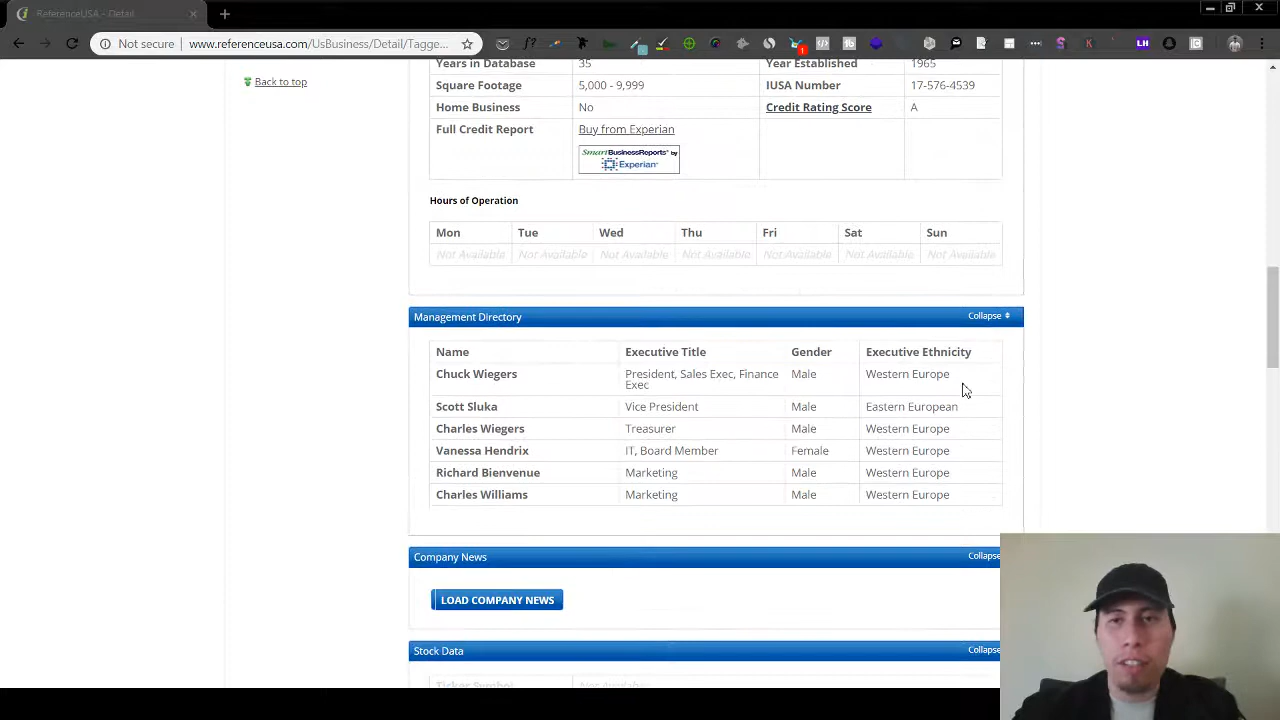 ReferenceUSA - Detail
Not secure
www.referenceusa.com/UsBusiness/Detail/Tagge...
f?
1
LH
Back to top
Years in Database 35 Year Established 1965
Square Footage 5,000 - 9,999 IUSA Number 17-576-4539
Home Business No Credit Rating Score A
Full Credit Report Buy from Experian
SmartBusinessReports by
Experian
Hours of Operation
Mon Tue Wed Thu Fri Sat Sun
Not Available Not Available Not Available Not Available Not Available Not Available Not Available
Management Directory Collapse
Name Executive Title Gender Executive Ethnicity
Chuck Wiegers President, Sales Exec, Finance Male Western Europe
Exec
Scott Sluka Vice President Male Eastern European
Charles Wiegers Treasurer Male Western Europe
Vanessa Hendrix IT, Board Member Female Western Europe
Richard Bienvenue Marketing Male Western Europe
Charles Williams Marketing Male Western Europe
Company News Collapse
LOAD COMPANY NEWS
Stock Data Collapse
Ticker Symbol Not Available